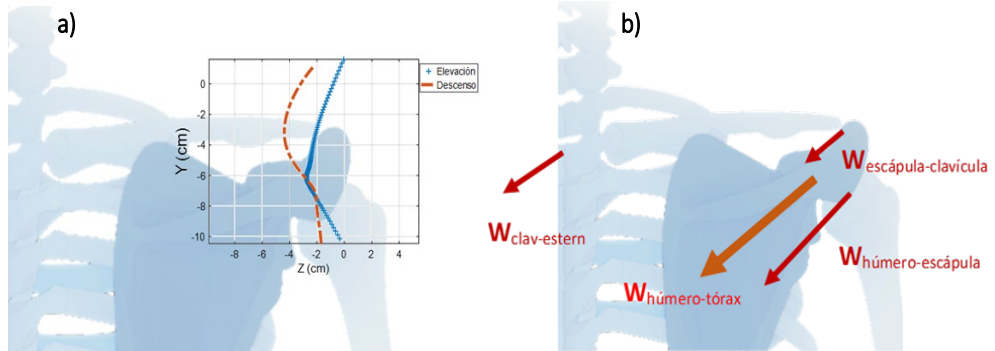 a)
b)
Elevación
Descenso
0
-2
-4
-6
-8
-10
Y (cm)
-8 -6 -4 -2 0 2 4
Z (cm)
Wescápula-clavícula
Wclav-estern
Whúmero-escápula
Whúmero-tórax